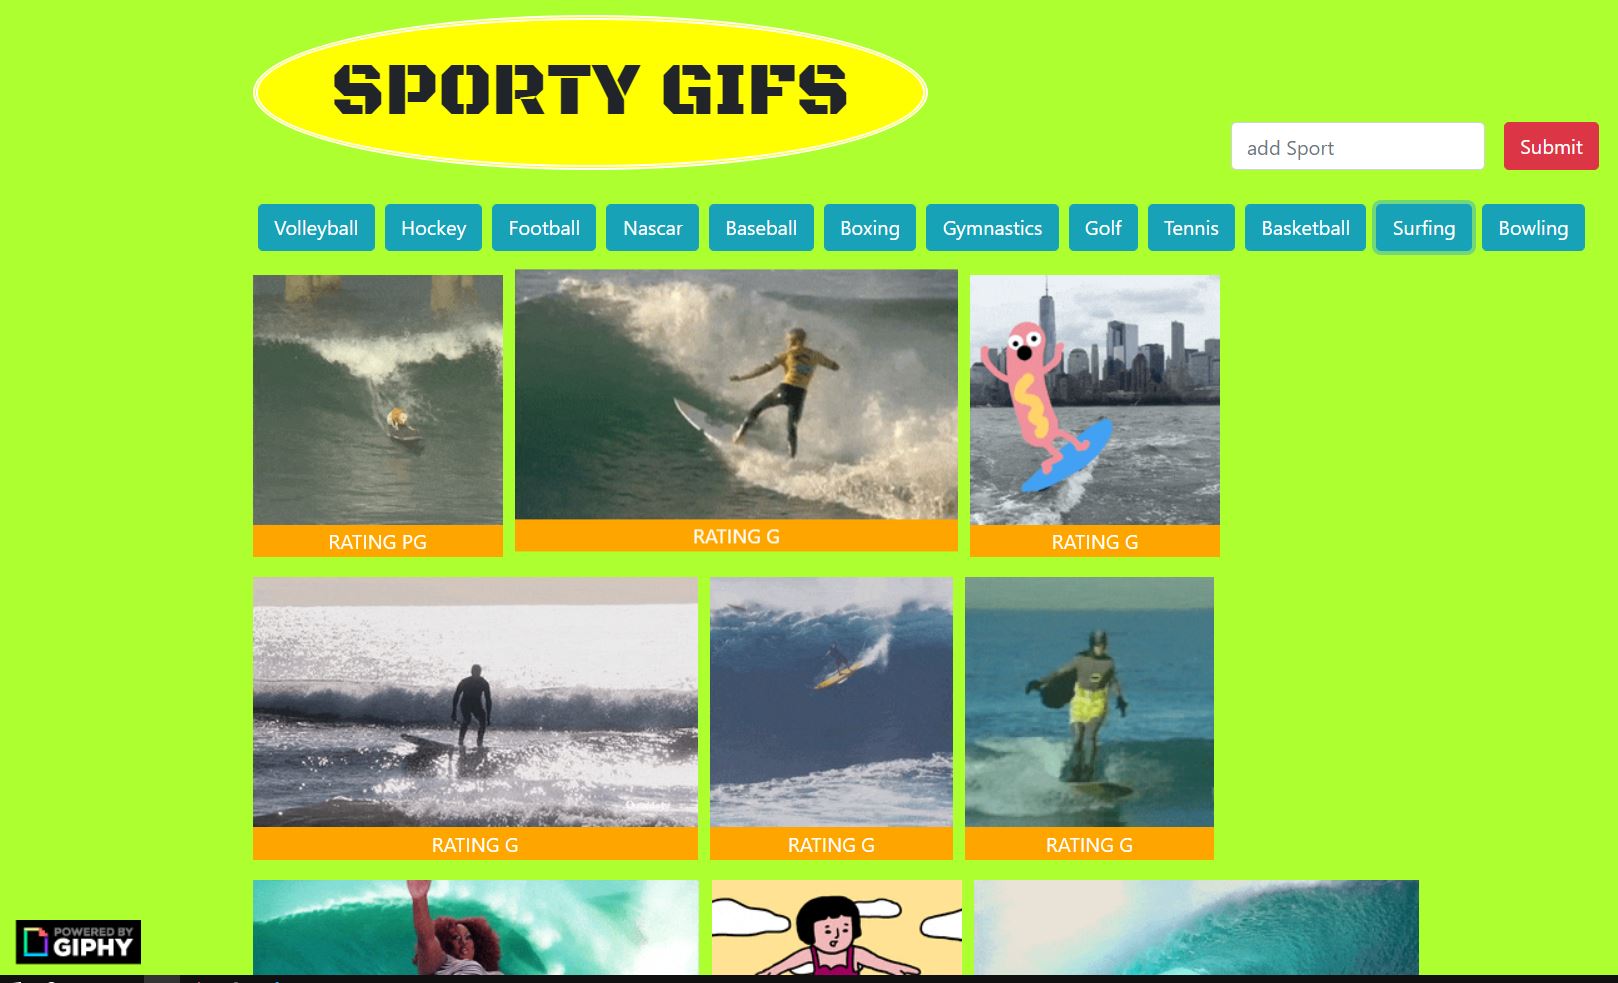 SPORTY GIFS
add Sport
Submit
Volleyball Hockey Football Nascar Baseball Boxing Gymnastics Golf Tennis Basketball Surfing Bowling
RATING PG
RATING G
RATING G
RATING G
RATING G
RATING G
POWERED BY
GIPHY